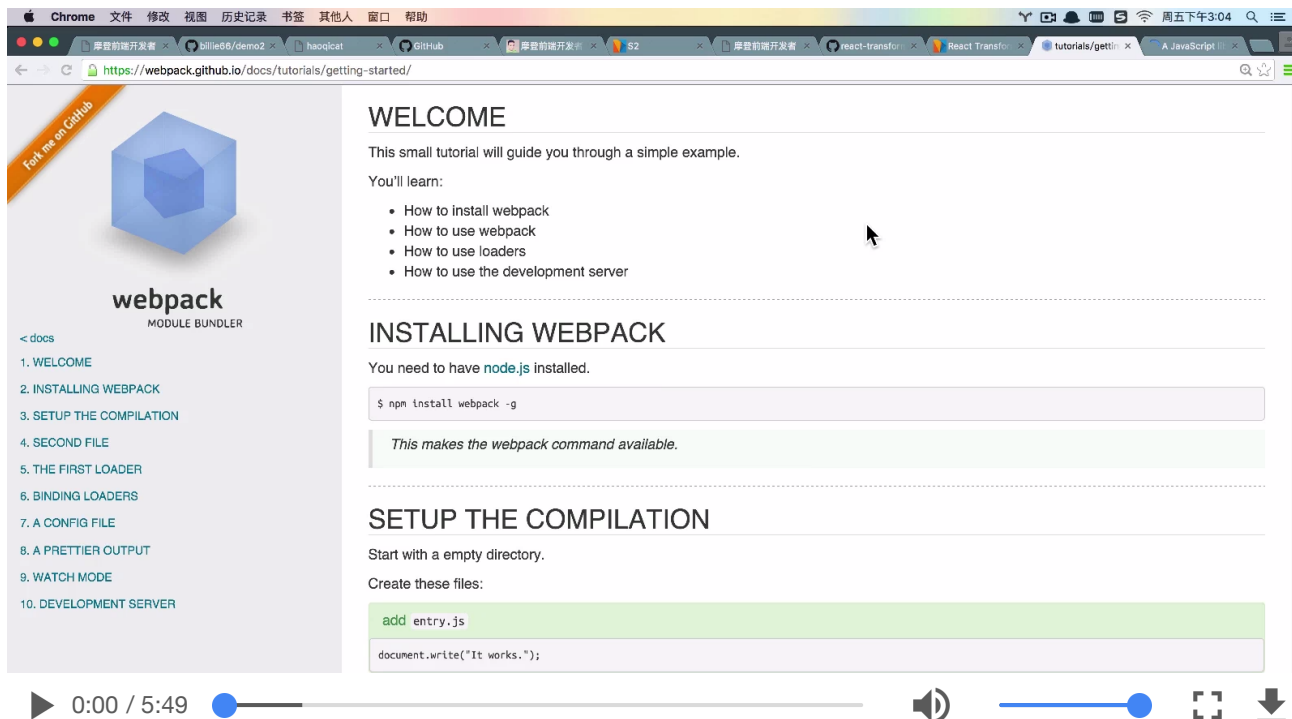 Chrome 文件 修改 视图 历史记录 书签 其他人 窗口 帮助 周五下午3:04
摩登前端开发者 billie66/demo2 haoqicat GitHub 摩登前端开发者 S2 摩登前端开发者 react-transform React Transfor tutorials/gettin A JavaScript li
https://webpack.github.io/docs/tutorials/getting-started/
Fork me on GitHub
webpack
MODULE BUNDLER
< docs
1. WELCOME
2. INSTALLING WEBPACK
3. SETUP THE COMPILATION
4. SECOND FILE
5. THE FIRST LOADER
6. BINDING LOADERS
7. A CONFIG FILE
8. A PRETTIER OUTPUT
9. WATCH MODE
10. DEVELOPMENT SERVER
WELCOME
This small tutorial will guide you through a simple example.
You'll learn:
• How to install webpack
• How to use webpack
• How to use loaders
• How to use the development server
INSTALLING WEBPACK
You need to have node.js installed.
$ npm install webpack -g
This makes the webpack command available.
SETUP THE COMPILATION
Start with a empty directory.
Create these files:
add entry.js
document.write("It works.");
0:00 / 5:49